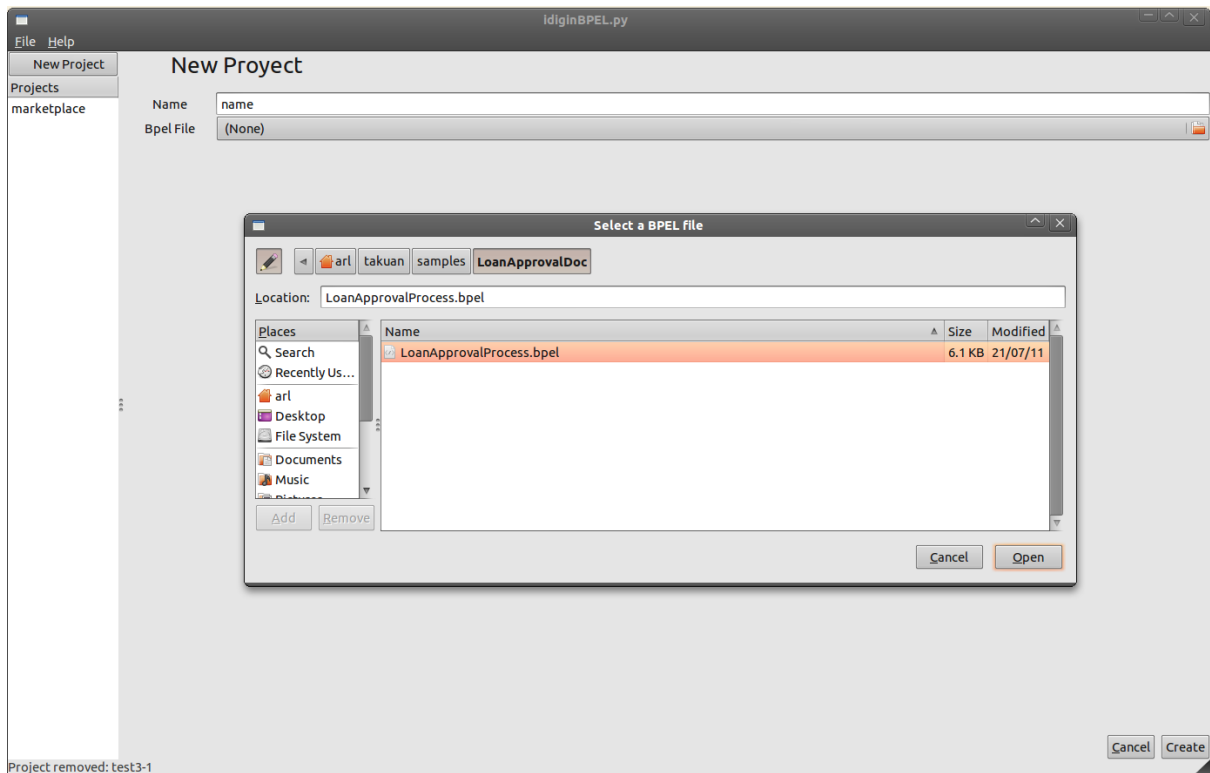 idiginBPEL.py
File Help
New Project
New Proyect
Projects
marketplace
Name name
Bpel File (None)
Select a BPEL file
arl takuan samples LoanApprovalDoc
Location: LoanApprovalProcess.bpel
Places
Search
Recently Us...
arl
Desktop
File System
Documents
Music
Pictures
Add Remove
Name Size Modified
LoanApprovalProcess.bpel 6.1 KB 21/07/11
Cancel Open
Cancel Create
Project removed: test3-1